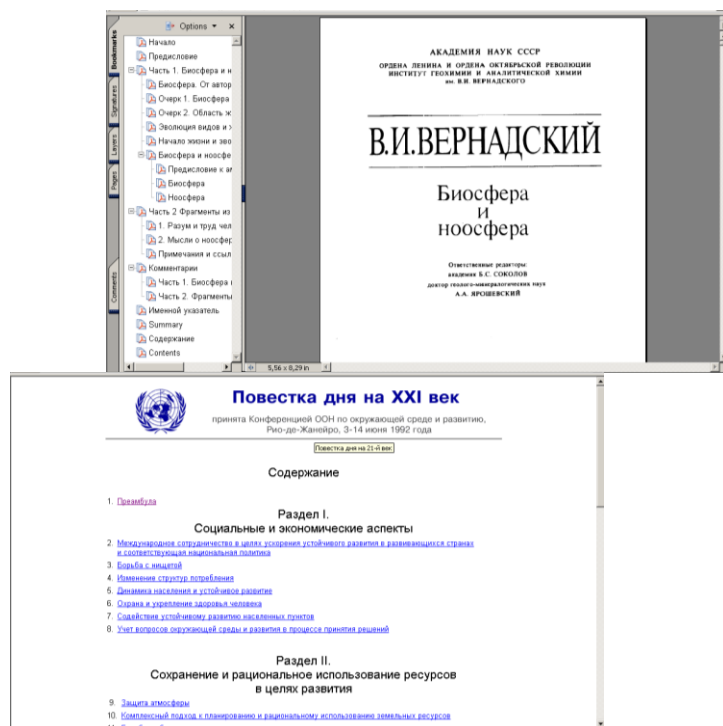 Options
Bookmarks
Signatures
Layers
Pages
Comments
Начало
Предисловие
Часть 1. Биосфера и н
Биосфера. От автор
Очерк 1. Биосфера
Очерк 2. Область ж
Эволюция видов и
Начало жизни и эво
Биосфера и ноосфе
Предисловие к
Биосфера
Ноосфера
Часть 2 Фрагменты из
1. Разум и труд чел
2. Мысли о ноосфер
Примечания и ссыл
Комментарии
Часть 1. Биосфера
Часть 2. Фрагменты
Именной указатель
Summary
Содержание
Contents
5,56 x 8,29 in
АКАДЕМИЯ НАУК СССР
ОРДЕНА ЛЕНИНА И ОРДЕНА ОКТЯБРЬСКОЙ РЕВОЛЮЦИИ
ИНСТИТУТ ГЕОХИМИИ И АНАЛИТИЧЕСКОЙ ХИМИИ
им. В.И. ВЕРНАДСКОГО
В.И.ВЕРНАДСКИЙ
Биосфера
и
ноосфера
Ответственные редакторы:
академик Б.С. СОКОЛОВ
доктор геолого-минералогических наук
А.А. ЯРОШЕВСКИЙ
Повестка дня на XXI век
принята Конференцией ООН по окружающей среде и развитию,
Рио-де-Жанейро, 3-14 июня 1992 года
Повестка дня на 21-й век
Содержание
1. Преамбула
Раздел I.
Социальные и экономические аспекты
2. Международное сотрудничество в целях ускорения устойчивого развития в развивающихся странах
и соответствующая национальная политика
3. Борьба с нищетой
4. Изменение структур потребления
5. Динамика населения и устойчивое развитие
6. Охрана и укрепление здоровья человека
7. Содействие устойчивому развитию населенных пунктов
8. Учет вопросов окружающей среды и развития в процессе принятия решений
Раздел II.
Сохранение и рациональное использование ресурсов
в целях развития
9. Защита атмосферы
10. Комплексный подход к планированию и рациональному использованию земельных ресурсов